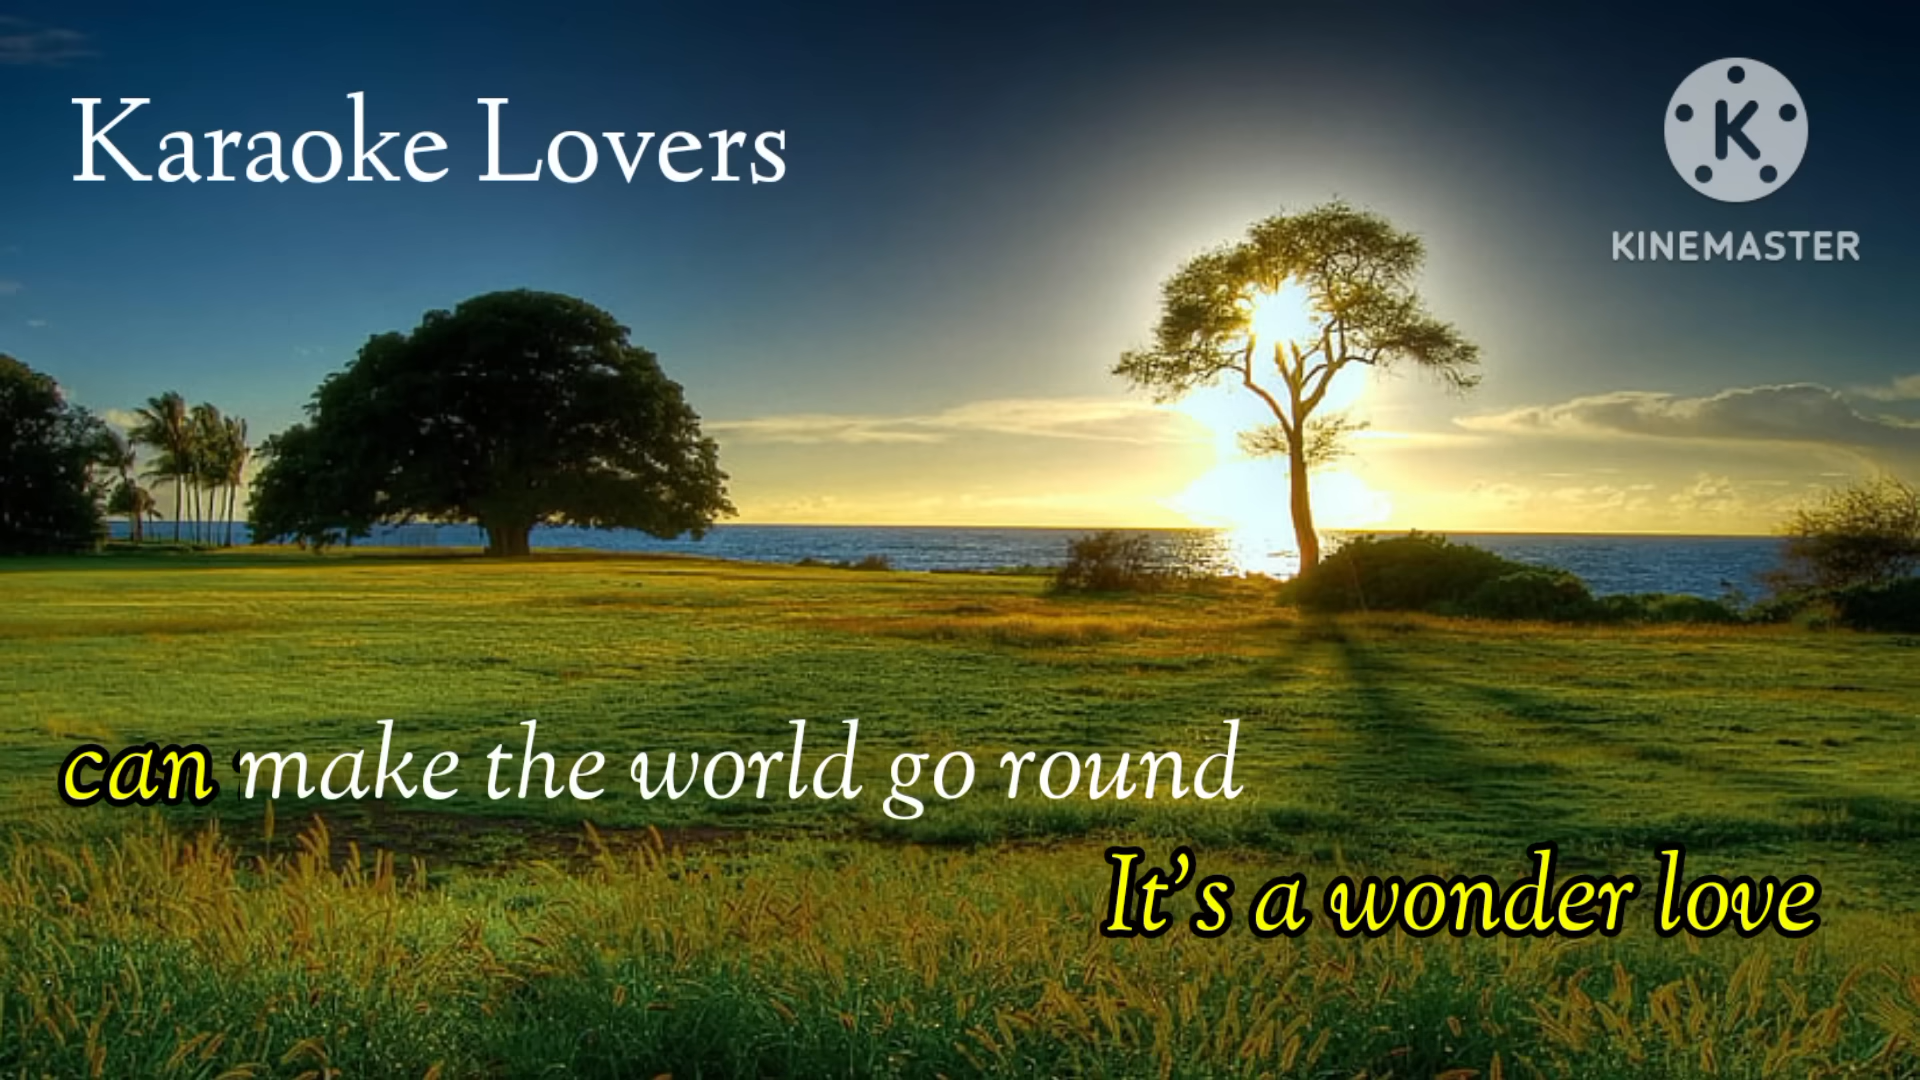 Karaoke Lovers
K
KINEMASTER
can make the world go round
It's a wonder love